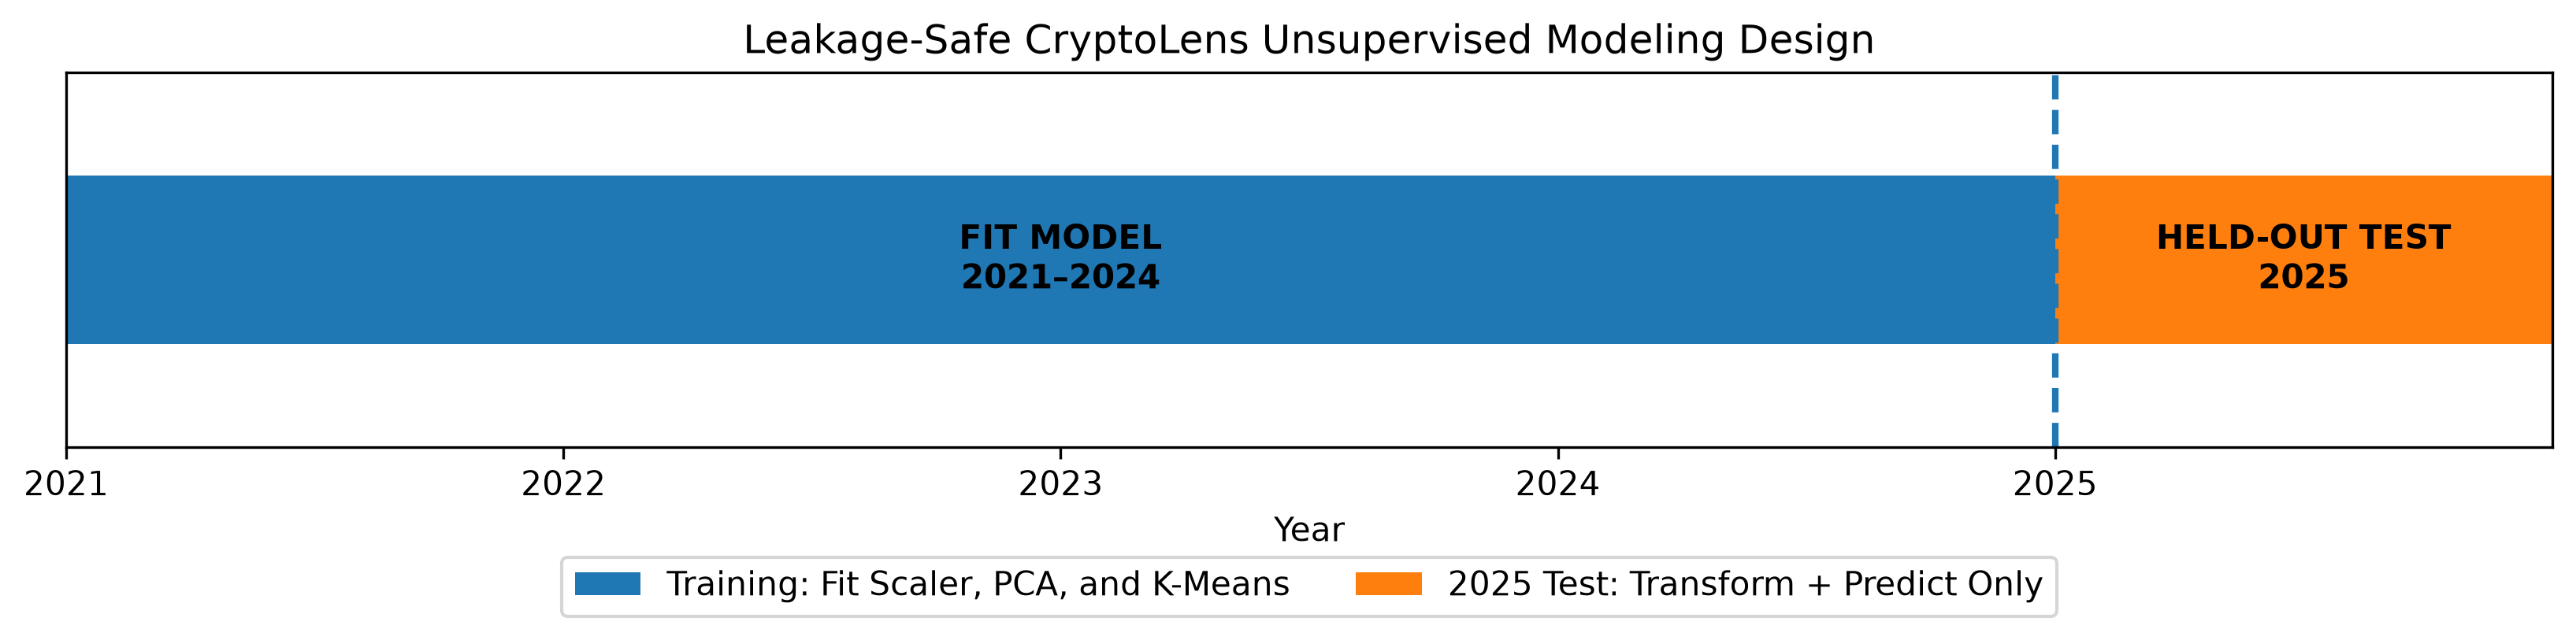 Leakage-Safe CryptoLens Unsupervised Modeling Design
FIT MODEL
2021–2024
HELD-OUT TEST
2025
2021
2022
2023
2024
2025
Year
Training: Fit Scaler, PCA, and K-Means
2025 Test: Transform + Predict Only